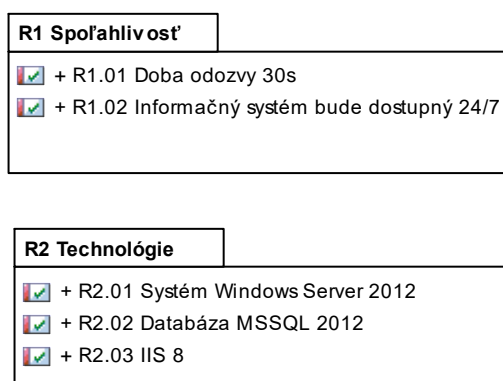 R1 Spoľahlivosť
+ R1.01 Doba odozvy 30s
+ R1.02 Informačný systém bude dostupný 24/7
R2 Technológie
+ R2.01 Systém Windows Server 2012
+ R2.02 Databáza MSSQL 2012
+ R2.03 IIS 8